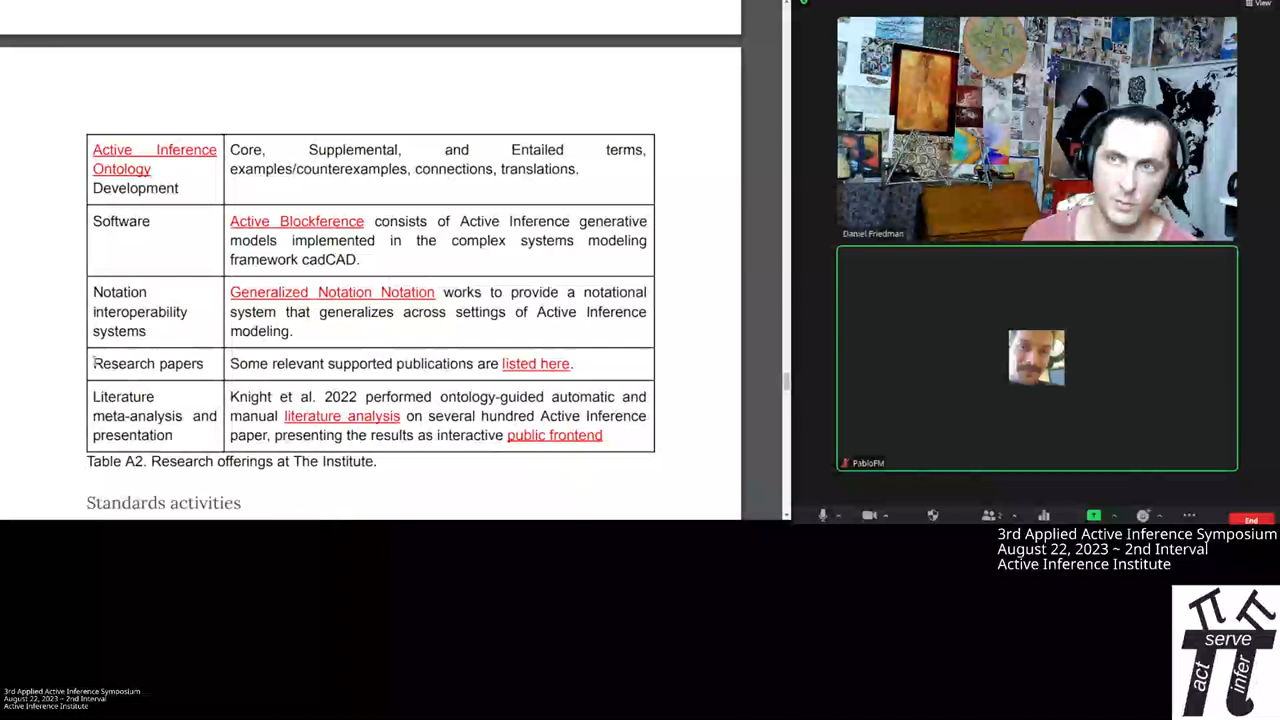 View
Active Inference
Ontology
Development
Core, Supplemental, and Entailed terms,
examples/counterexamples, connections, translations.
Software
Active Blockference consists of Active Inference generative
models implemented in the complex systems modeling
framework cadCAD.
Notation
interoperability
systems
Generalized Notation Notation works to provide a notational
system that generalizes across settings of Active Inference
modeling.
Research papers
Some relevant supported publications are listed here.
Literature
meta-analysis and
presentation
Knight et al. 2022 performed ontology-guided automatic and
manual literature analysis on several hundred Active Inference
paper, presenting the results as interactive public frontend
Table A2. Research offerings at The Institute.
Standards activities
Daniel Friedman
PabloFM
2
End
3rd Applied Active Inference Symposium
August 22, 2023 ~ 2nd Interval
Active Inference Institute
serve
act
infer
3rd Applied Active Inference Symposium
August 22, 2023 ~ 2nd Interval
Active Inference Institute